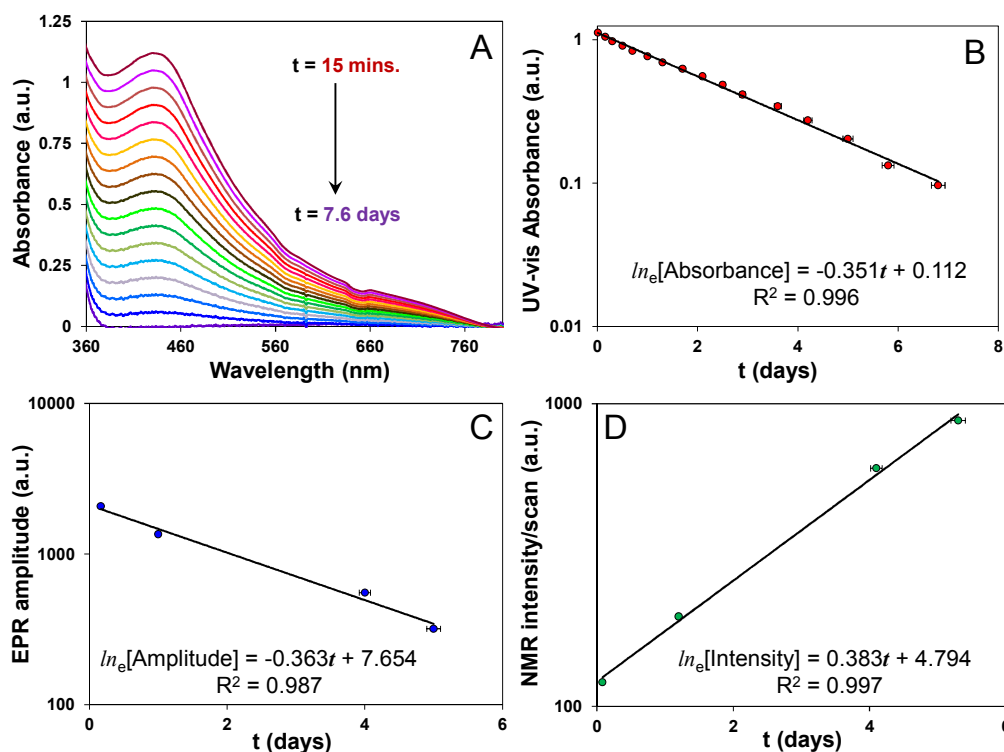 A
Absorbance (a.u.)
1.25
1
0.75
0.5
0.25
0
t = 15 mins.
t = 7.6 days
360 460 560 660 760
Wavelength (nm)
B
UV-vis Absorbance (a.u.)
1
0.1
0.01
lnₑ[Absorbance] = -0.351t + 0.112
R² = 0.996
0 2 4 6 8
t (days)
C
EPR amplitude (a.u.)
10000
1000
100
lnₑ[Amplitude] = -0.363t + 7.654
R² = 0.987
0 2 4 6
t (days)
D
NMR intensity/scan (a.u.)
1000
100
lnₑ[Intensity] = 0.383t + 4.794
R² = 0.997
0 2 4 6
t (days)